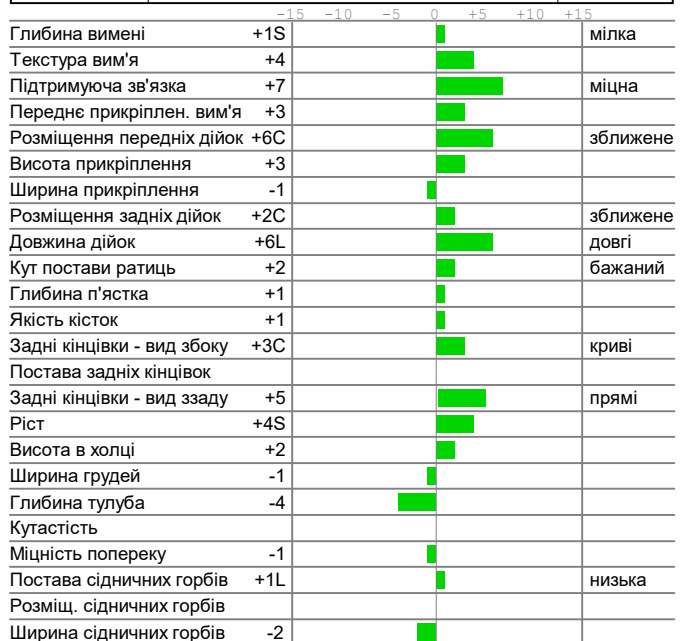 -15 -10 -5 0 +5 +10 +15
Глибина вимені +1S мілка
Текстура вим'я +4
Підтримуюча зв'язка +7 міцна
Переднє прикріплен. вим'я +3
Розміщення передніх дійок +6C зближене
Висота прикріплення +3
Ширина прикріплення -1
Розміщення задніх дійок +2C зближене
Довжина дійок +6L довгі
Кут постави ратиць +2 бажаний
Глибина п'ястка +1
Якість кісток +1
Задні кінцівки - вид збоку +3C криві
Постава задніх кінцівок
Задні кінцівки - вид ззаду +5 прямі
Ріст +4S
Висота в холці +2
Ширина грудей -1
Глибина тулуба -4
Кутастість
Міцність попереку -1
Постава сідничних горбів +1L низька
Розміщ. сідничних горбів
Ширина сідничних горбів -2